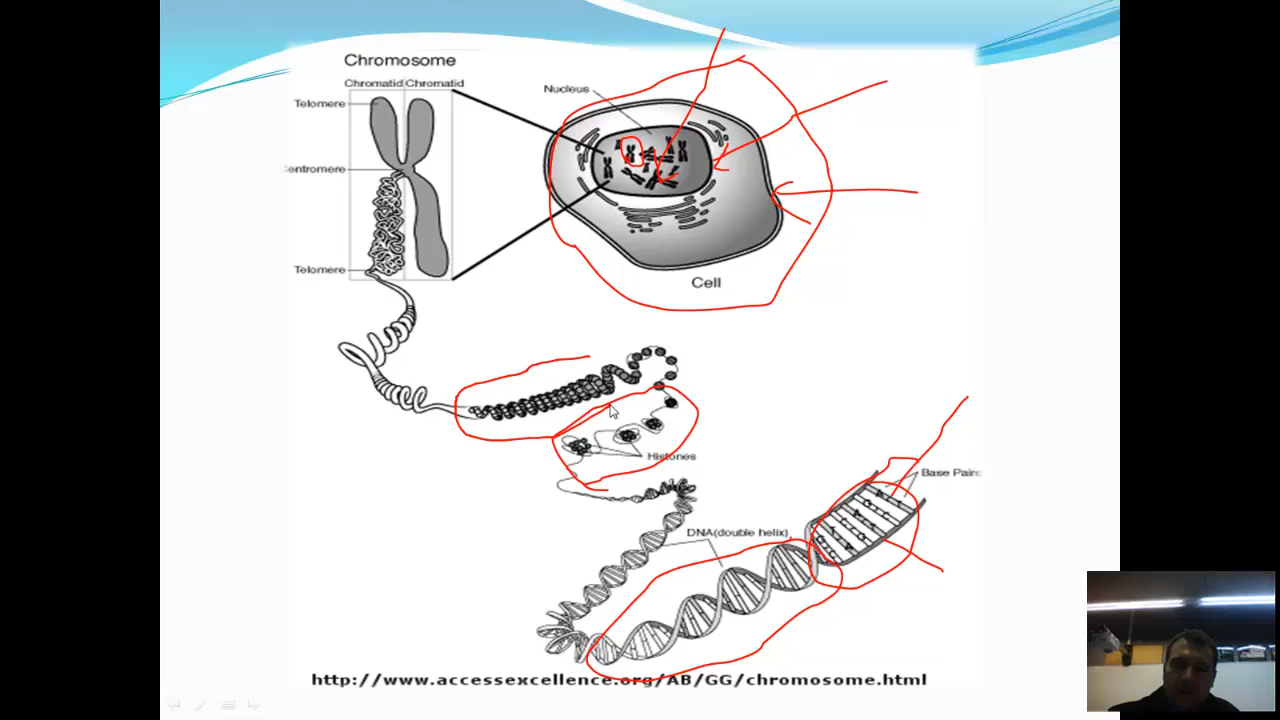 Chromosome
Chromatid Chromatid
Telomere
Nucleus
entromere
Telomere
Cell
Histones
Base Pairs
DNA(double helix)
http://www.accessexcellence.org/AB/GG/chromosome.html